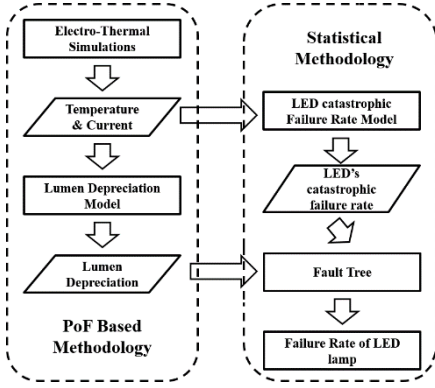 Electro-Thermal
Simulations
Temperature
& Current
Lumen Depreciation
Model
Lumen
Depreciation
PoF Based
Methodology
Statistical
Methodology
LED catastrophic
Failure Rate Model
LED's
catastrophic
failure rate
Fault Tree
Failure Rate of LED
lamp